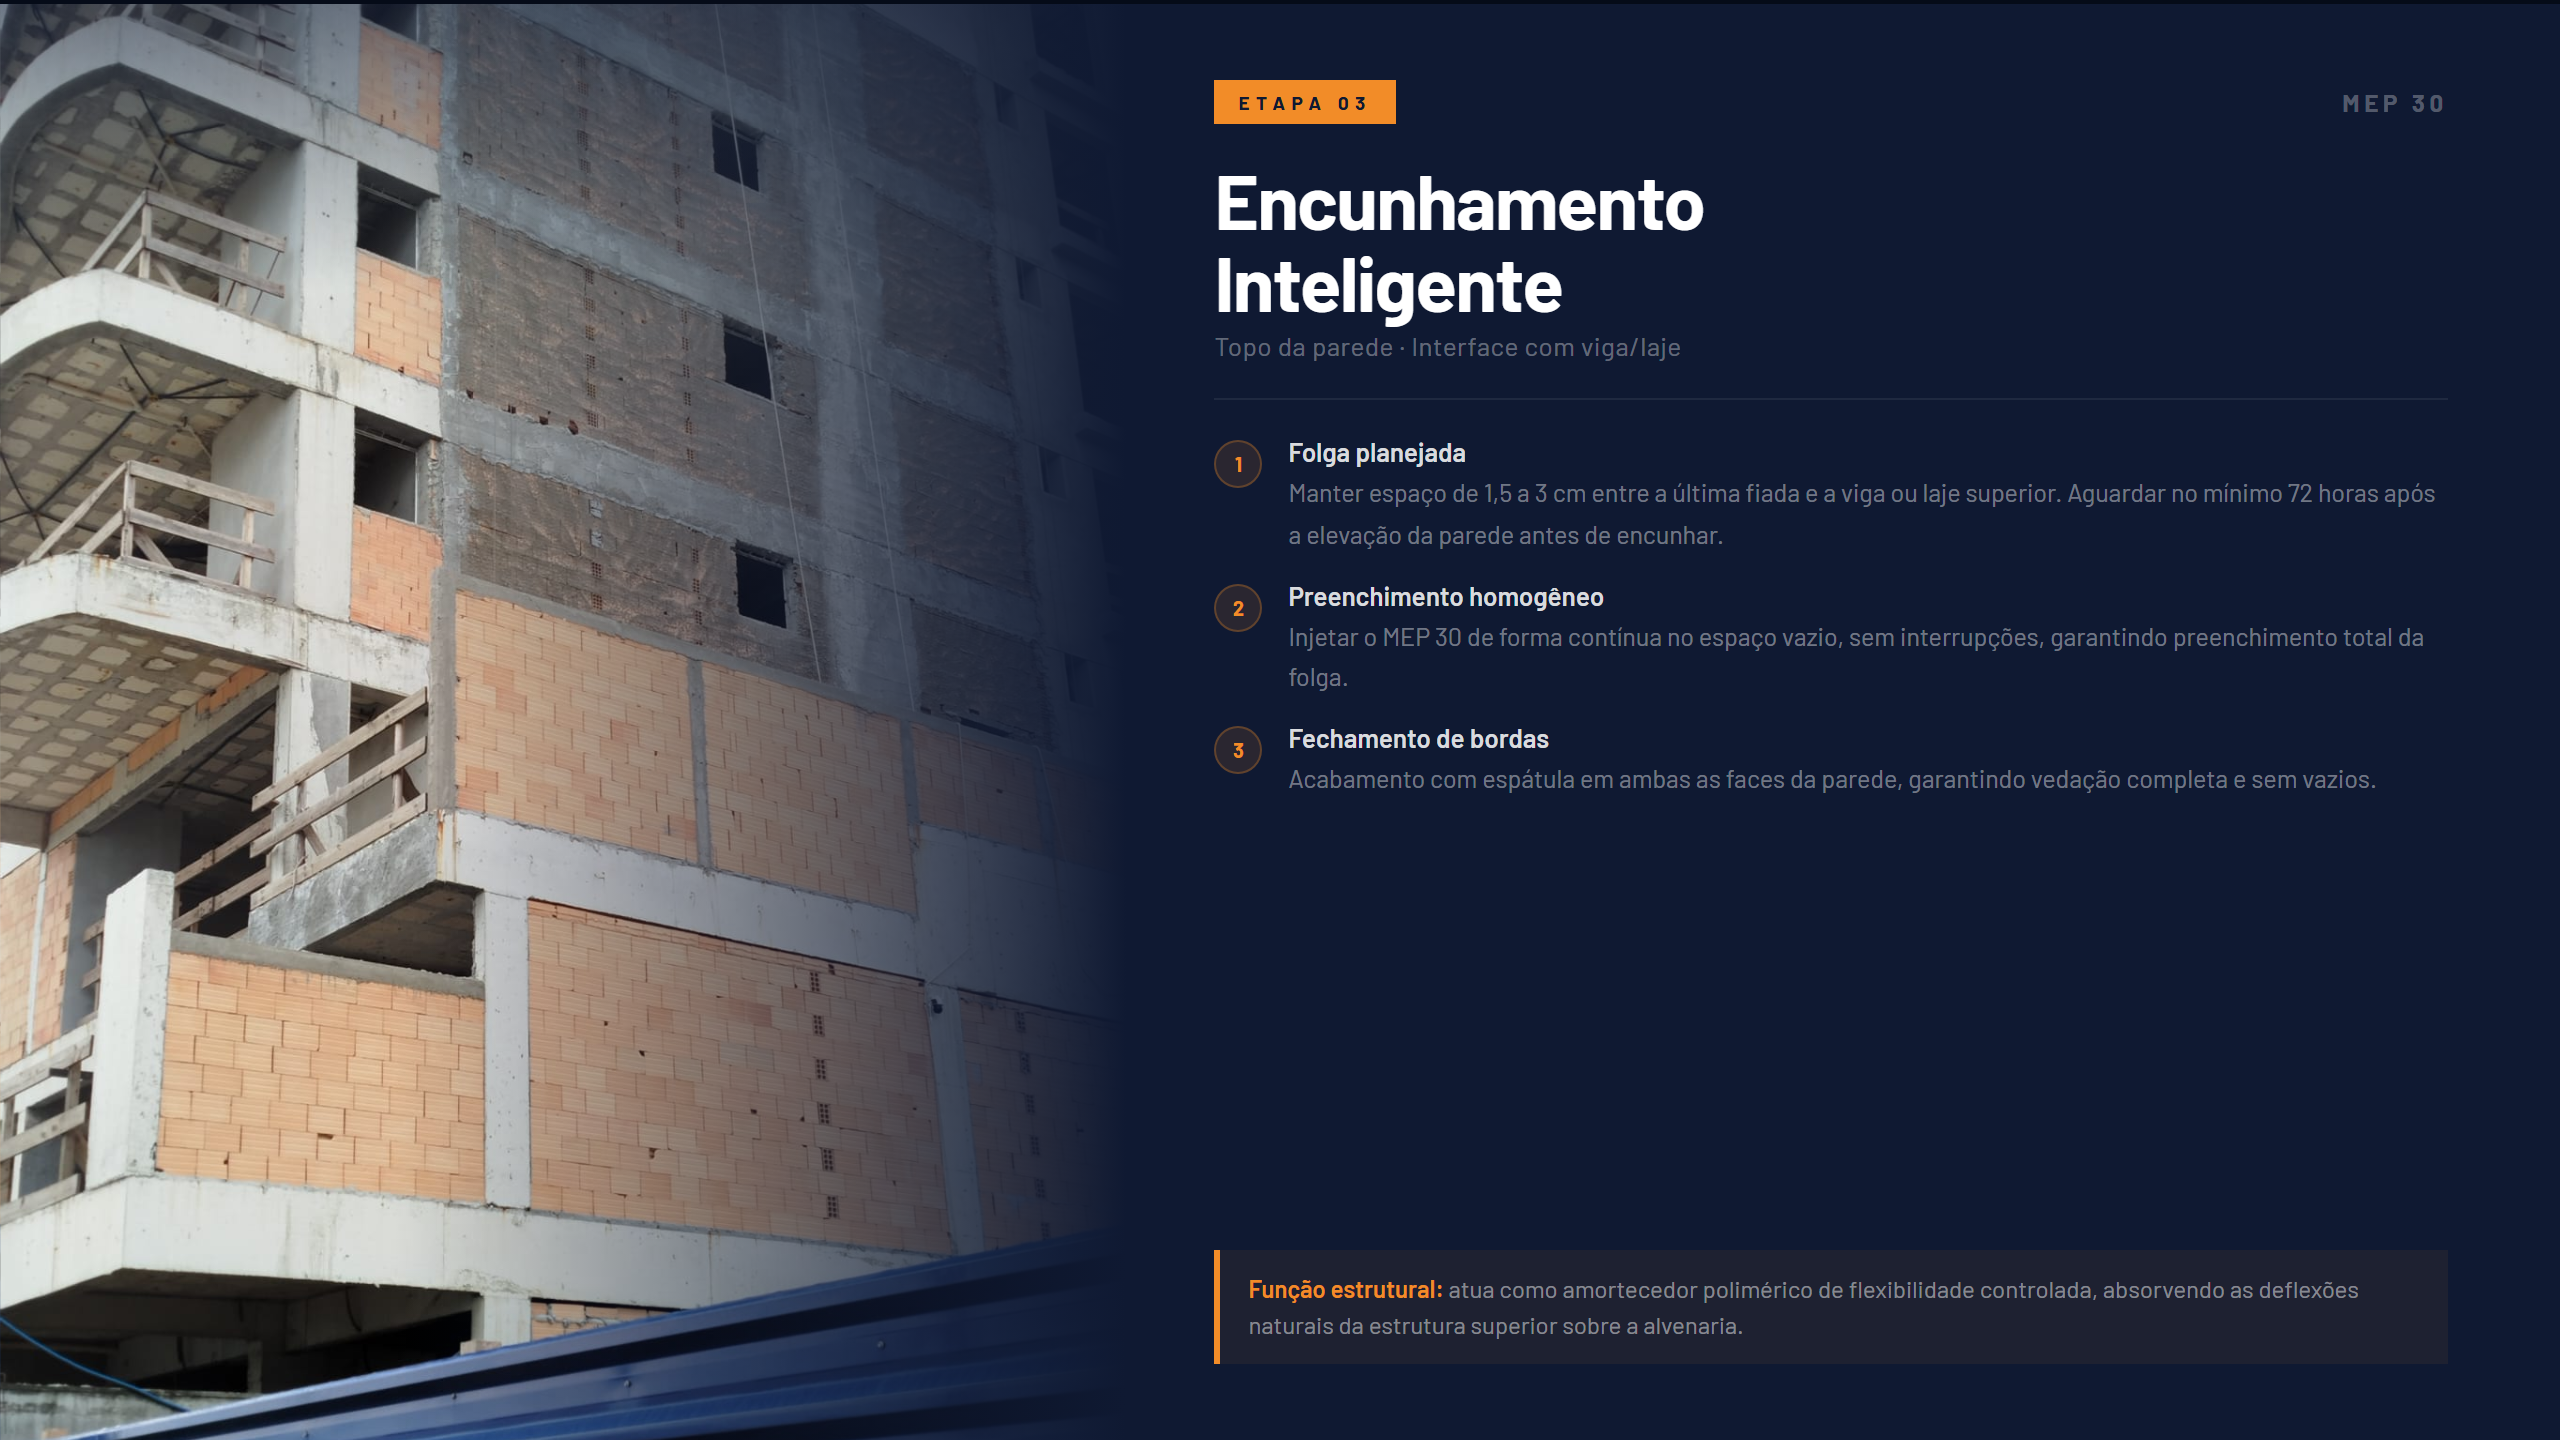 ETAPA 03
MEP 30
Encunhamento
Inteligente
Topo da parede · Interface com viga/laje
1
Folga planejada
Manter espaço de 1,5 a 3 cm entre a última fiada e a viga ou laje superior. Aguardar no mínimo 72 horas após
a elevação da parede antes de encunhar.
2
Preenchimento homogêneo
Injetar o MEP 30 de forma contínua no espaço vazio, sem interrupções, garantindo preenchimento total da
folga.
3
Fechamento de bordas
Acabamento com espátula em ambas as faces da parede, garantindo vedação completa e sem vazios.
Função estrutural: atua como amortecedor polimérico de flexibilidade controlada, absorvendo as deflexões
naturais da estrutura superior sobre a alvenaria.